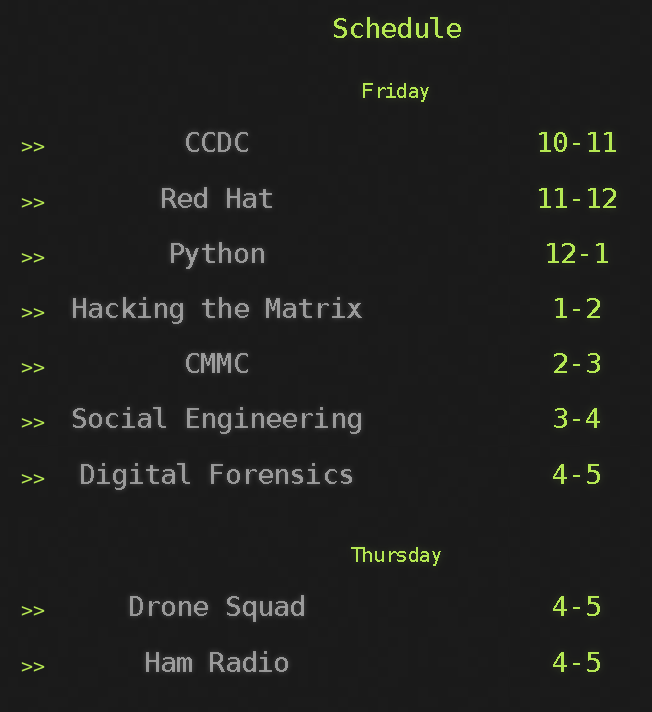 Schedule
Friday
>> CCDC 10-11
>> Red Hat 11-12
>> Python 12-1
>> Hacking the Matrix 1-2
>> CMMC 2-3
>> Social Engineering 3-4
>> Digital Forensics 4-5
Thursday
>> Drone Squad 4-5
>> Ham Radio 4-5